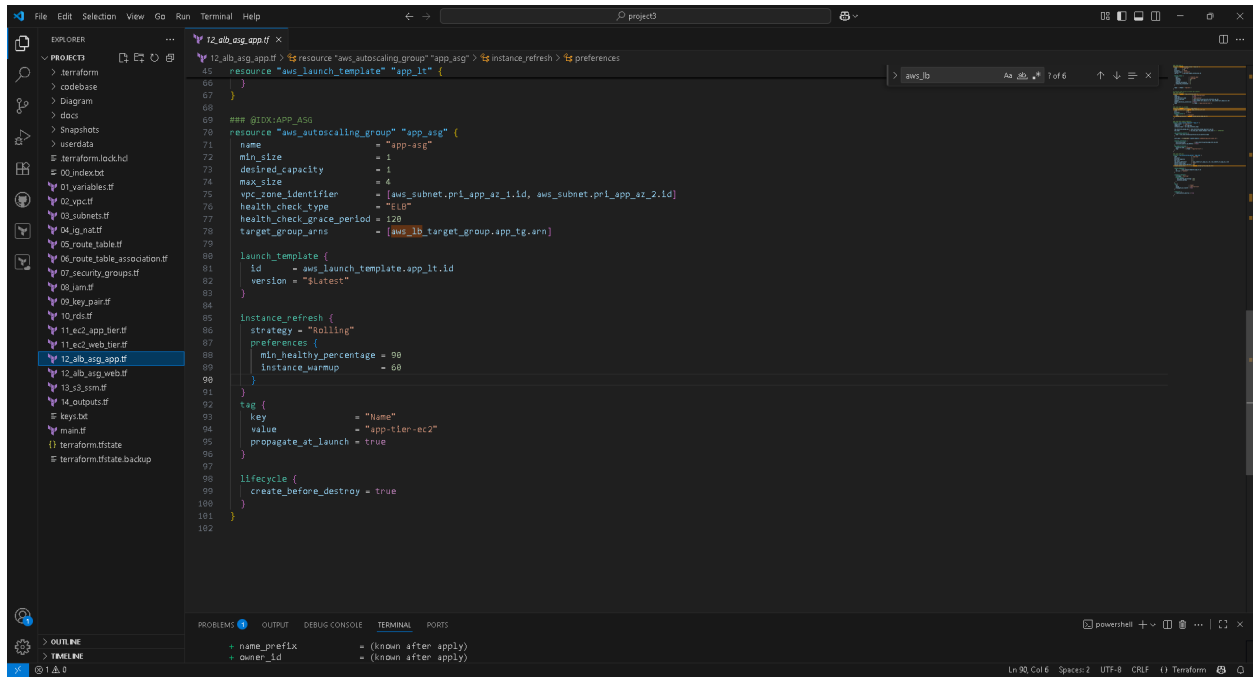 File Edit Selection View Go Run Terminal Help
project3
EXPLORER
PROJECT3
.terraform
codebase
Diagram
docs
Snapshots
userdata
.terraform.lock.hcl
00_index.txt
01_variables.tf
02_vpc.tf
03_subnets.tf
04_ig_nat.tf
05_route_table.tf
06_route_table_association.tf
07_security_groups.tf
08_iam.tf
09_key_pair.tf
10_rds.tf
11_ec2_app_tier.tf
11_ec2_web_tier.tf
12_alb_asg_app.tf
12_alb_asg_web.tf
13_s3_ssm.tf
14_outputs.tf
keys.txt
main.tf
terraform.tfstate
terraform.tfstate.backup
OUTLINE
TIMELINE
12_alb_asg_app.tf
12_alb_asg_app.tf > resource "aws_autoscaling_group" "app_asg" > instance_refresh > preferences
aws_lb Aa ab ? of 6
45 resource "aws_launch_template" "app_lt" {
66 }
67 }
68
69 ### @IDX:APP_ASG
70 resource "aws_autoscaling_group" "app_asg" {
71 name = "app-asg"
72 min_size = 1
73 desired_capacity = 1
74 max_size = 4
75 vpc_zone_identifier = [aws_subnet.pri_app_az_1.id, aws_subnet.pri_app_az_2.id]
76 health_check_type = "ELB"
77 health_check_grace_period = 120
78 target_group_arns = [aws_lb_target_group.app_tg.arn]
79
80 launch_template {
81 id = aws_launch_template.app_lt.id
82 version = "$Latest"
83 }
84
85 instance_refresh {
86 strategy = "Rolling"
87 preferences {
88 min_healthy_percentage = 90
89 instance_warmup = 60
90 }
91 }
92 tag {
93 key = "Name"
94 value = "app-tier-ec2"
95 propagate_at_launch = true
96 }
97
98 lifecycle {
99 create_before_destroy = true
100 }
101 }
102
PROBLEMS 1 OUTPUT DEBUG CONSOLE TERMINAL PORTS
powershell
+ name_prefix = (known after apply)
+ owner_id = (known after apply)
1 0
Ln 90, Col 6 Spaces: 2 UTF-8 CRLF Terraform